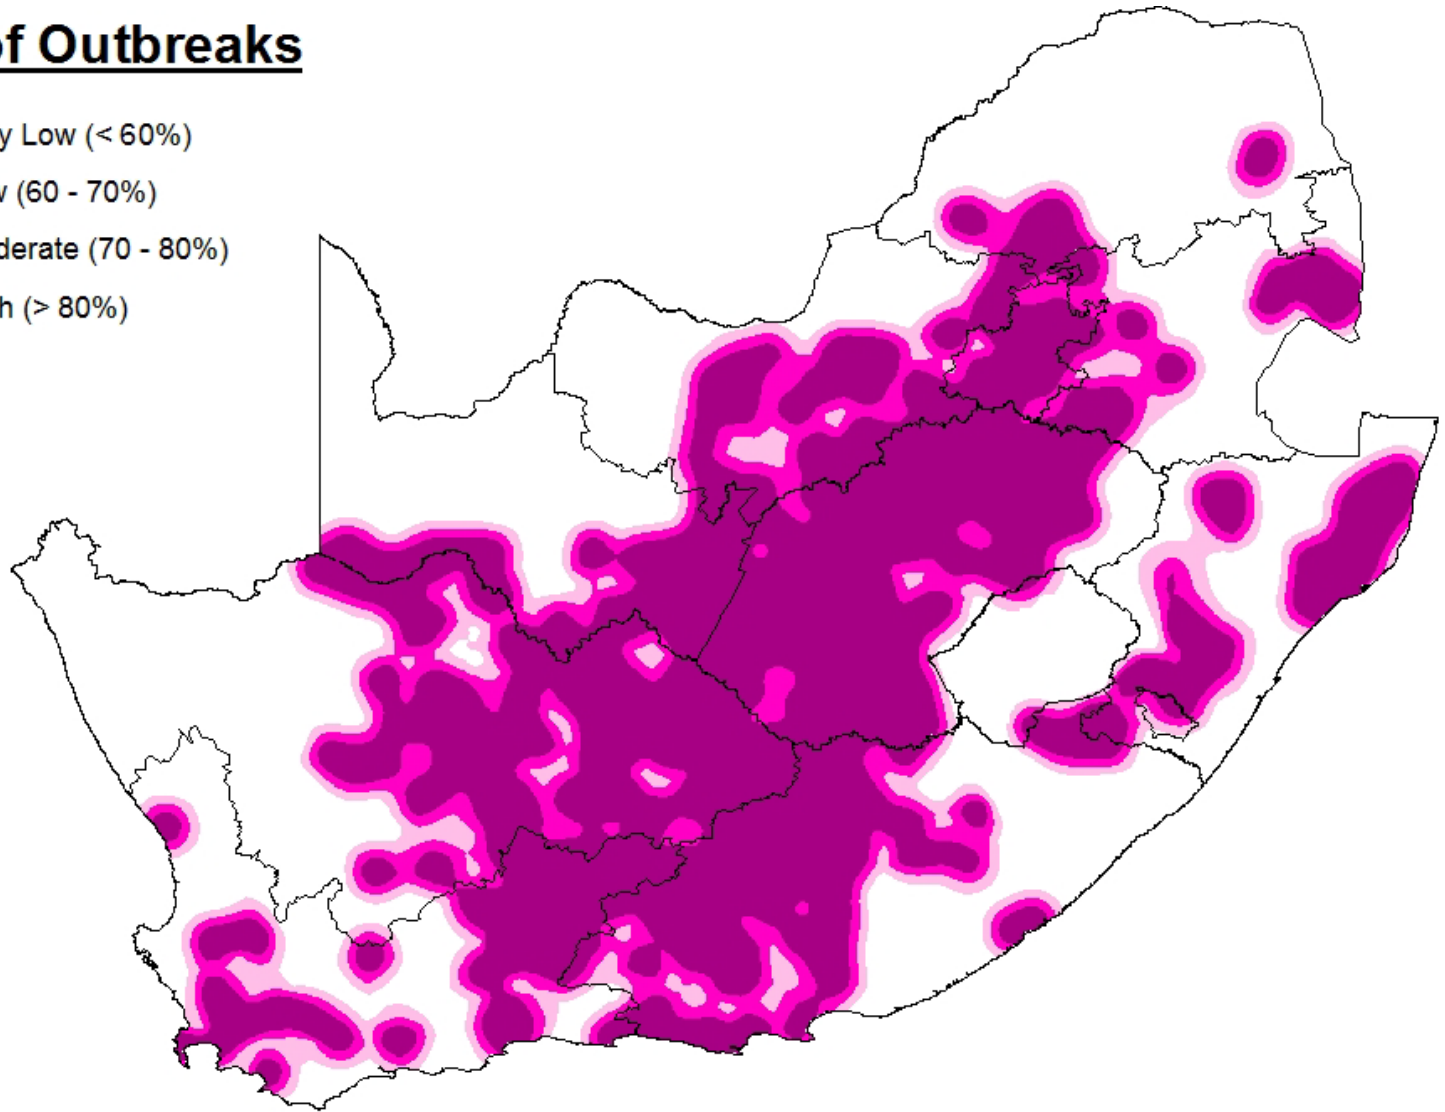 of Outbreaks
y Low (< 60%)
w (60 - 70%)
derate (70 - 80%)
h (> 80%)